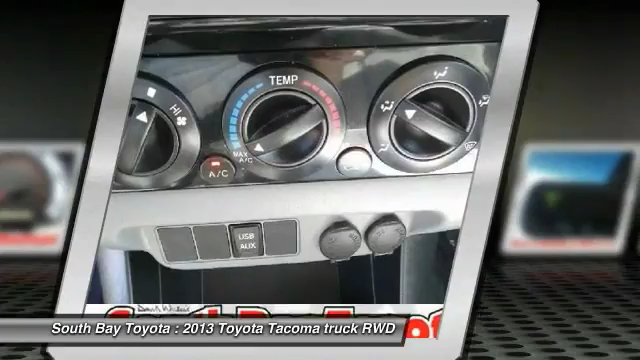 TEMP
HI
MAX A/C
A/C
USB
AUX
South Bay Toyota : 2013 Toyota Tacoma truck RWD